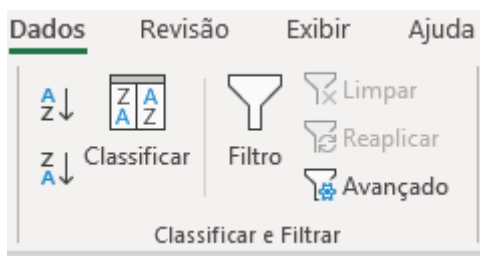 Dados Revisão Exibir Ajuda
A Z
Z A
Z A
A Z
Classificar
Filtro
Limpar
Reaplicar
Avançado
Classificar e Filtrar